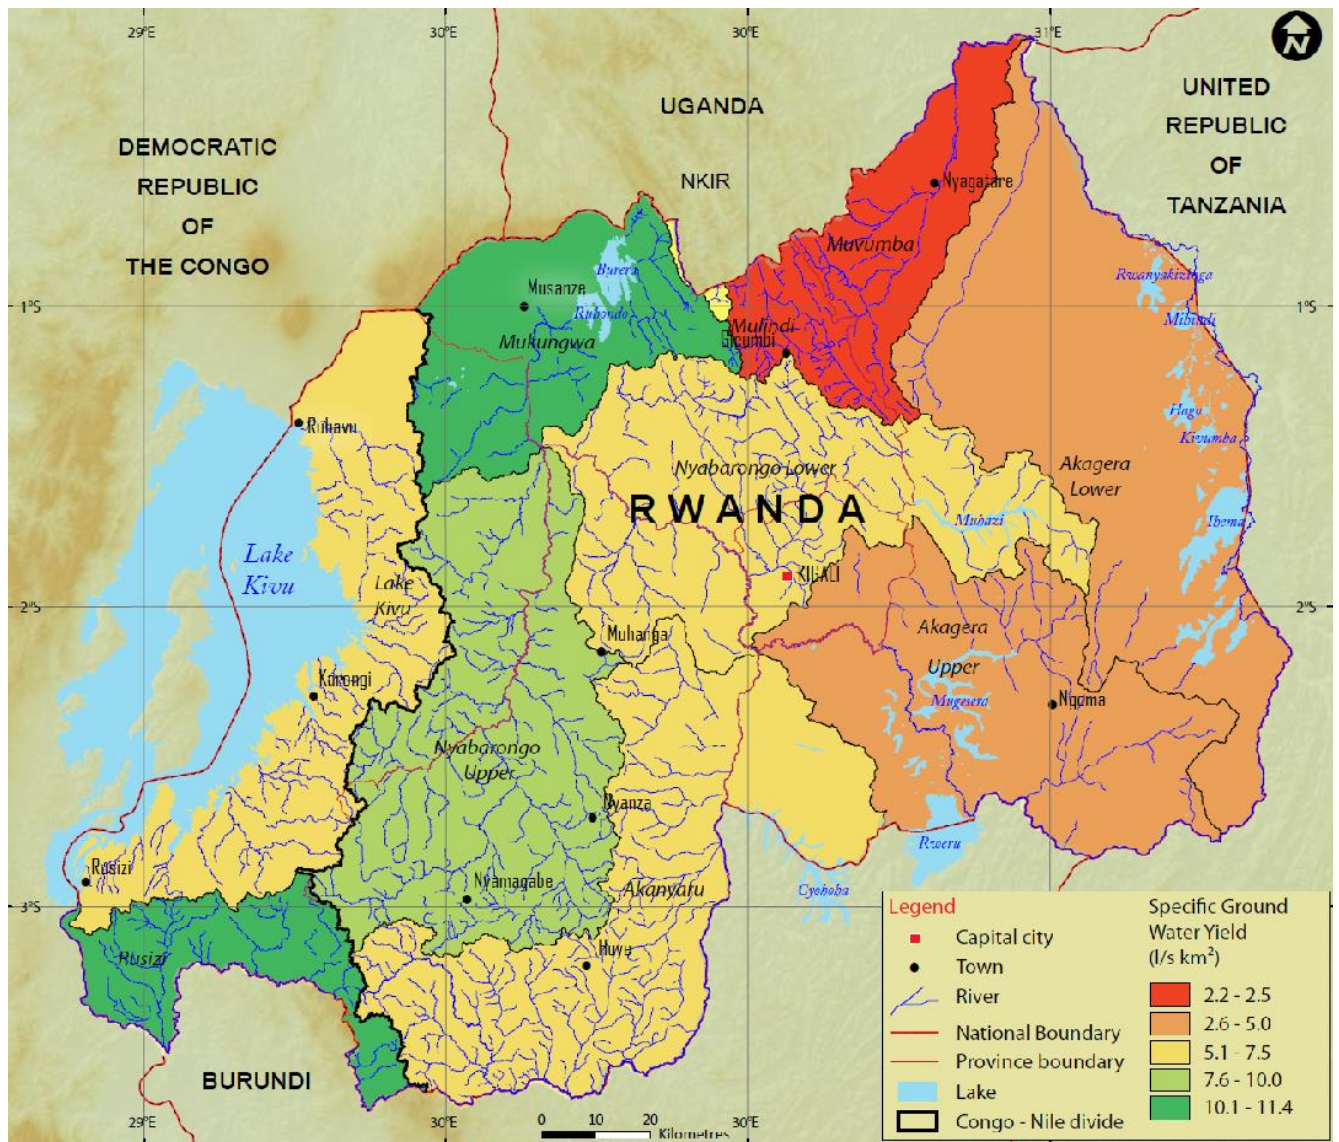 29°E
30°E
30°E
31°E
N
UGANDA
UNITED
REPUBLIC
OF
TANZANIA
DEMOCRATIC
REPUBLIC
OF
THE CONGO
NKIR
Nyagatare
Muvumba
Burera
Rwanyakizinga
Musanze
1°S
1°S
Ruhondo
Mihindi
Mulindi
Mukungwa
Gicumbi
Hago
Ruhavu
Kivumba
Nyabarongo Lower
Akagera
Lower
RWANDA
Muhazi
Ihema
Lake
Kivu
KIGALI
Lake
Kivu
2°S
2°S
Akagera
Upper
Muhanga
Karongi
Mugesera
Ngoma
Nyabarongo
Upper
Nyanza
Rweru
Rusizi
Nyamagabe
Akanyaru
Cyohoha
3°S
3°S
Huye
Rusizi
BURUNDI
29°E
30°E
30°E
0 10 20
Kilometres
Legend
Capital city
Town
River
National Boundary
Province boundary
Lake
Congo - Nile divide
Specific Ground
Water Yield
(l/s km²)
2.2 - 2.5
2.6 - 5.0
5.1 - 7.5
7.6 - 10.0
10.1 - 11.4